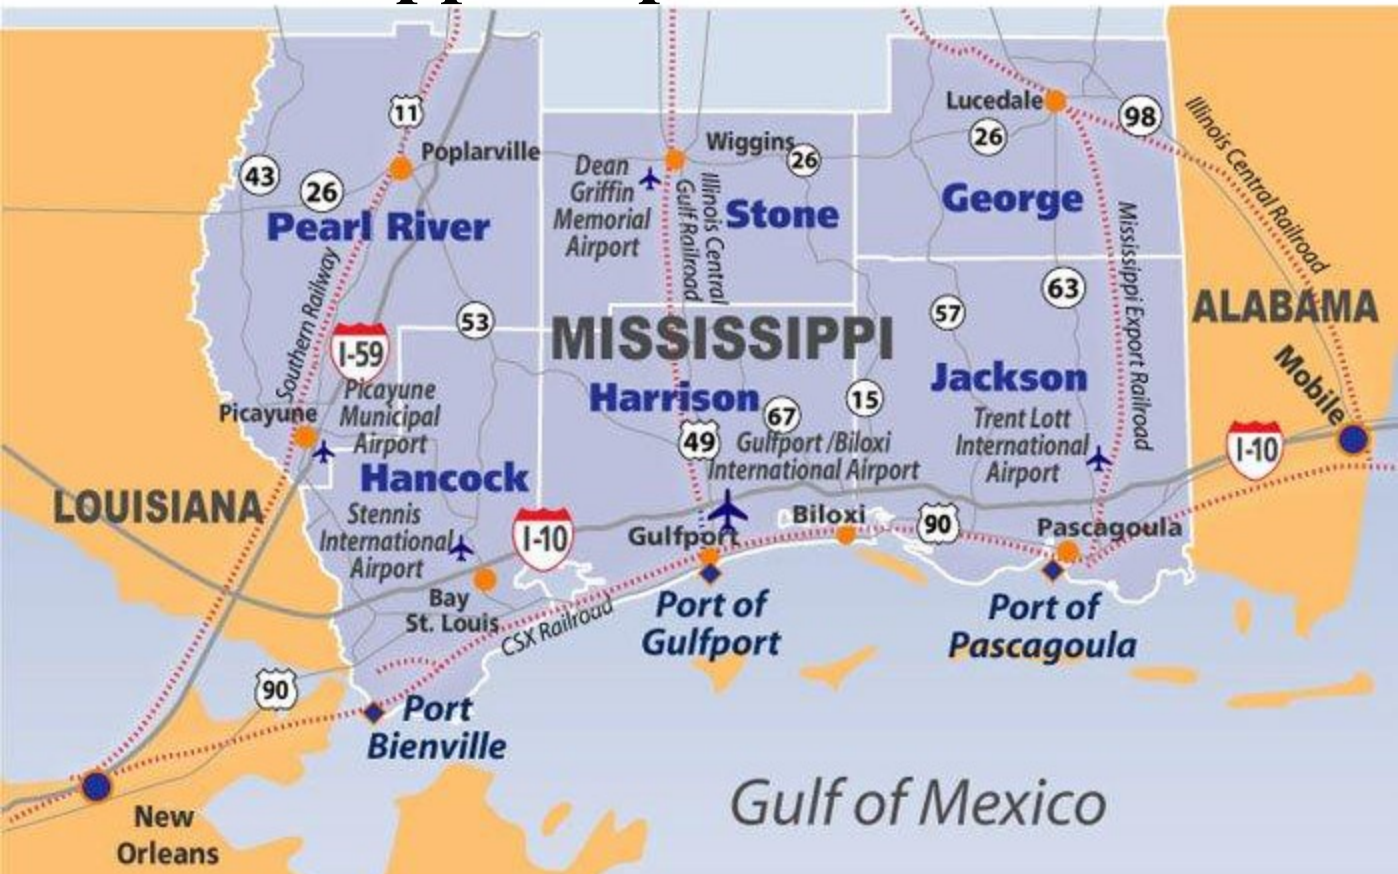 11
Poplarville
43
26
Pearl River
Southern Railway
53
I-59
Picayune
Picayune
Municipal
Airport
Hancock
Stennis
International
Airport
I-10
Bay
St. Louis
CSX Railroad
LOUISIANA
90
Port
Bienville
New
Orleans
Dean
Griffin
Memorial
Airport
Wiggins
26
Illinois Central
Gulf Railroad
Stone
MISSISSIPPI
Harrison
67
15
49
Gulfport /Biloxi
International Airport
Gulfport
Biloxi
90
Port of
Gulfport
Lucedale
26
98
George
Mississippi Export Railroad
57
63
Jackson
Trent Lott
International
Airport
Pascagoula
Port of
Pascagoula
Illinois Central Railroad
ALABAMA
Mobile
I-10
Gulf of Mexico